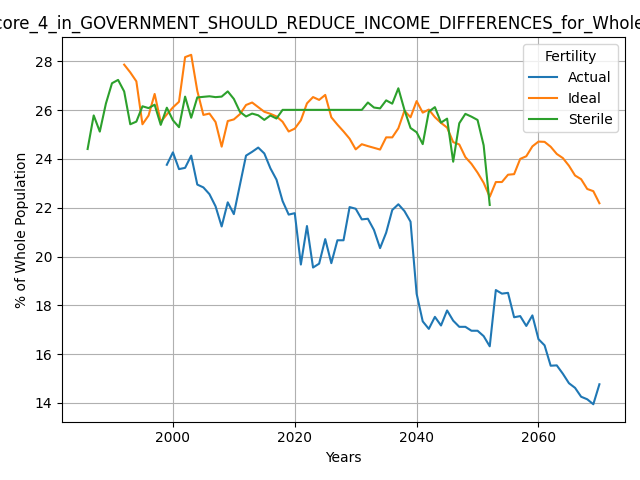 core_4_in_GOVERNMENT_SHOULD_REDUCE_INCOME_DIFFERENCES_for_Whole
Fertility
Actual
Ideal
Sterile
% of Whole Population
28
26
24
22
20
18
16
14
2000
2020
2040
2060
Years